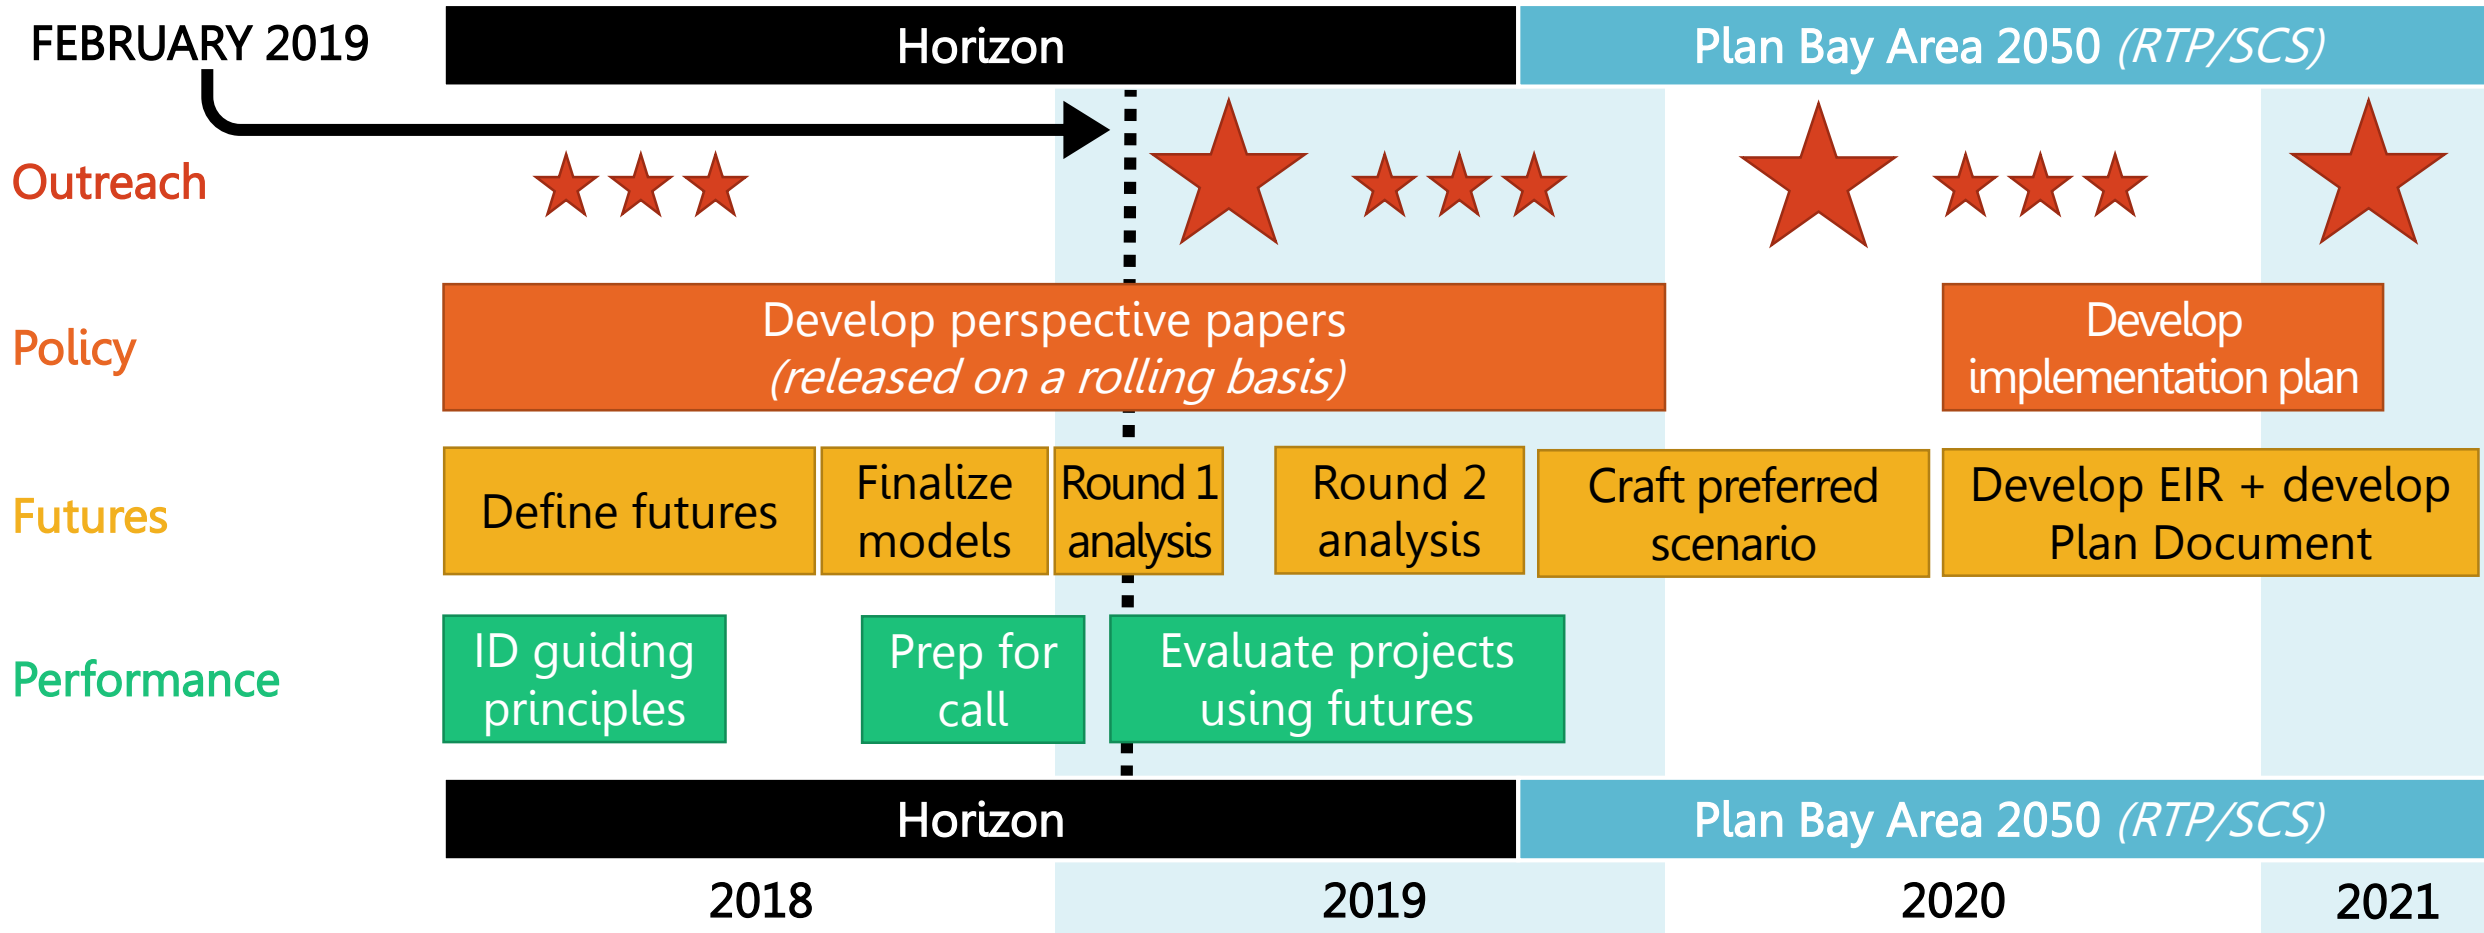 FEBRUARY 2019
Horizon
Plan Bay Area 2050 (RTP/SCS)
Outreach
Policy
Develop perspective papers
(released on a rolling basis)
Develop
implementation plan
Futures
Define futures
Finalize
models
Round 1
analysis
Round 2
analysis
Craft preferred
scenario
Develop EIR + develop
Plan Document
Performance
ID guiding
principles
Prep for
call
Evaluate projects
using futures
Horizon
Plan Bay Area 2050 (RTP/SCS)
2018
2019
2020
2021